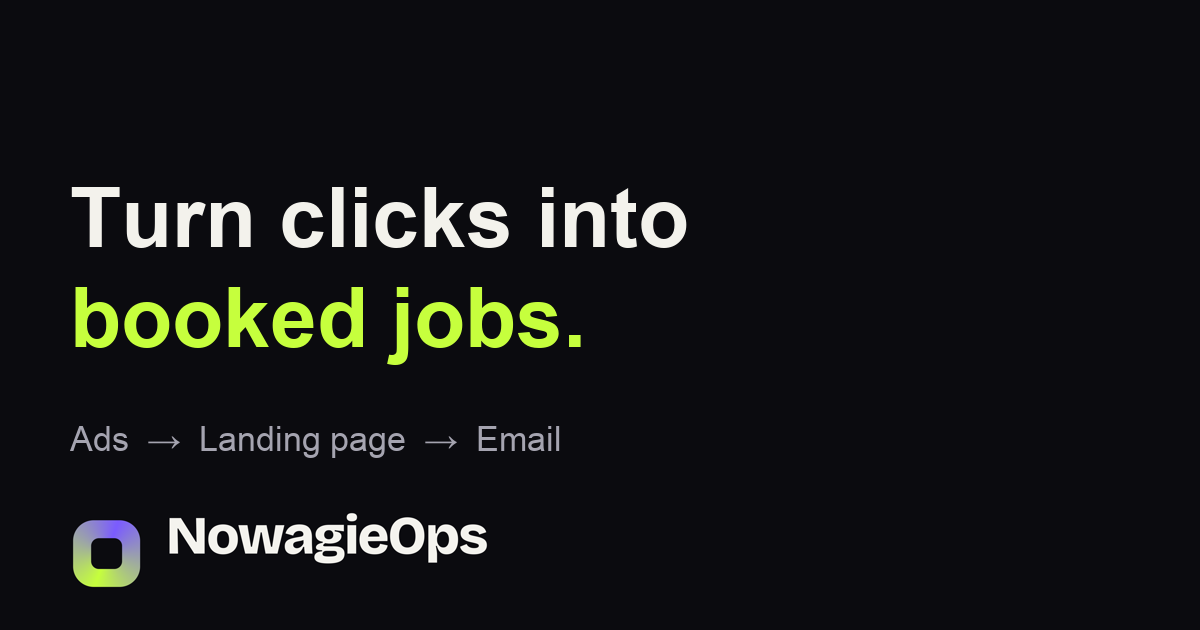 Turn clicks into
booked jobs.
Ads → Landing page → Email
NowagieOps